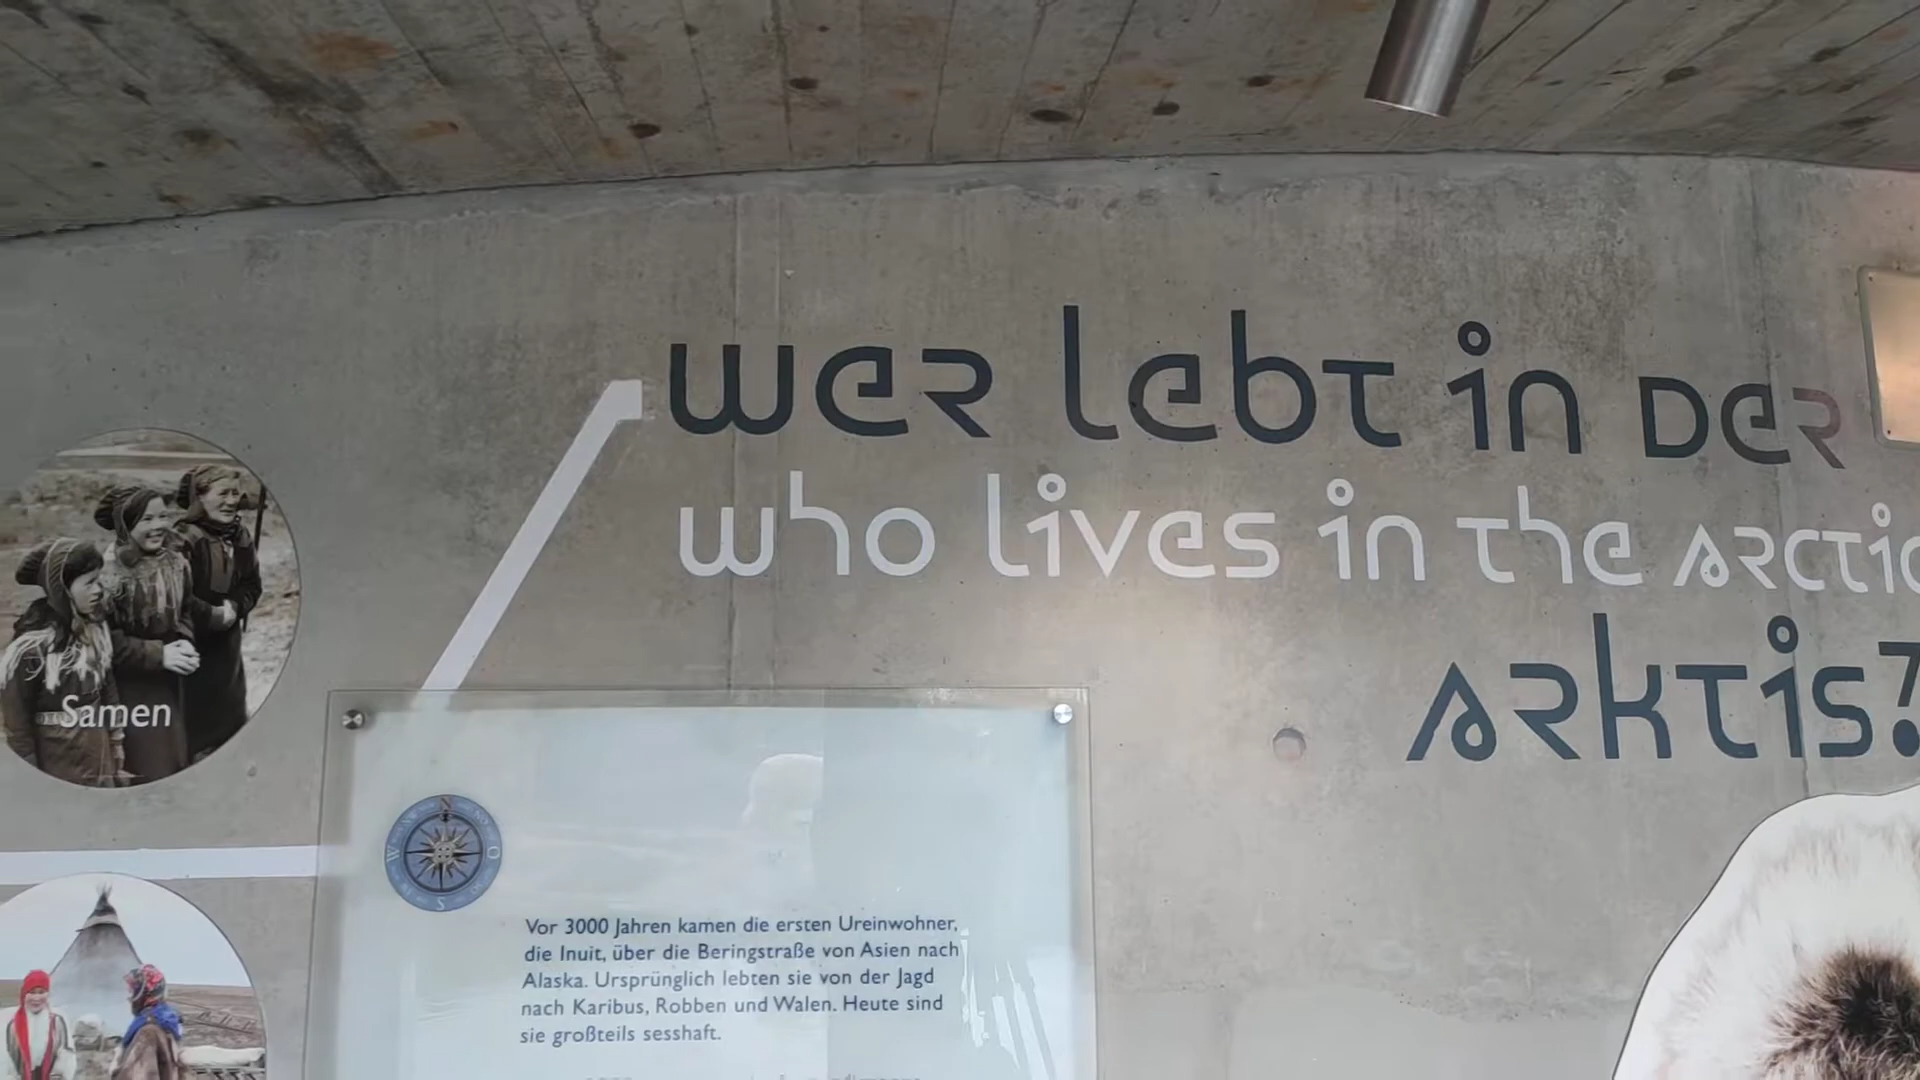 wer lebt in der
who lives in the arctic
arktis?
Samen
N
W
O
S
Vor 3000 Jahren kamen die ersten Ureinwohner,
die Inuit, über die Beringstraße von Asien nach
Alaska. Ursprünglich lebten sie von der Jagd
nach Karibus, Robben und Walen. Heute sind
sie großteils sesshaft.